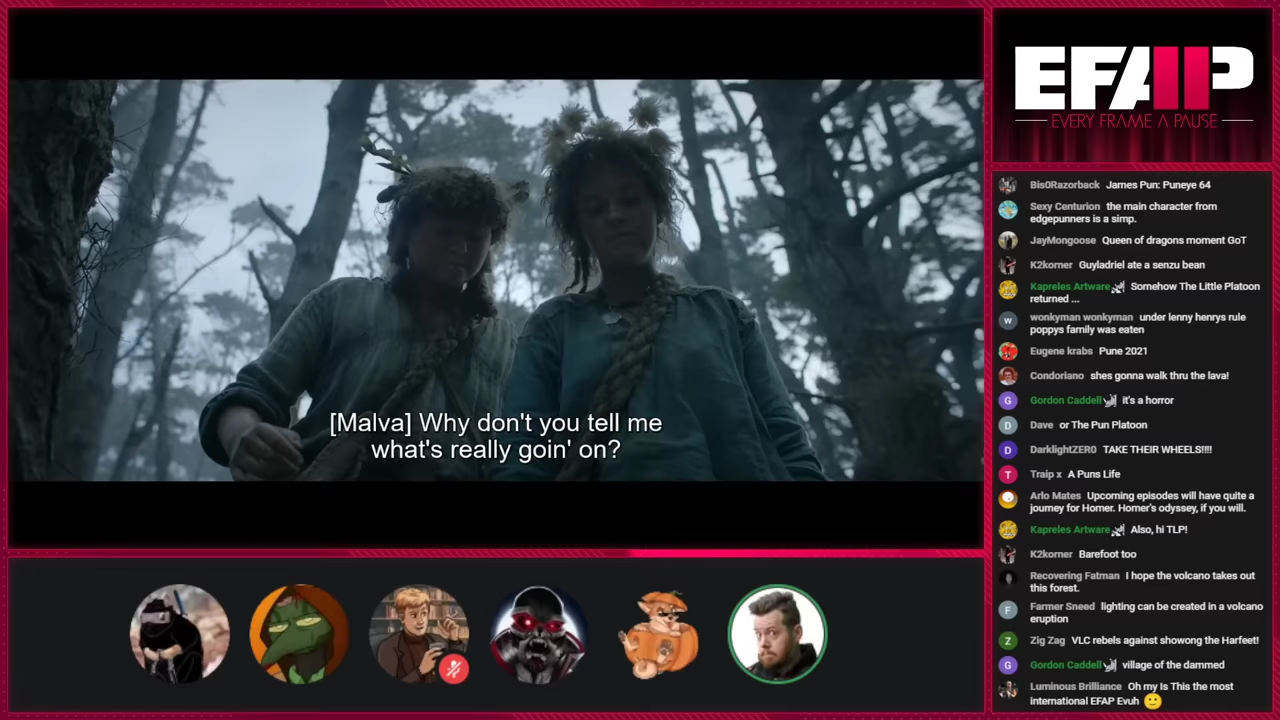 [Malva] Why don't you tell me
what's really goin' on?
EFAP
EVERY FRAME A PAUSE
Bis0Razorback James Pun: Puneye 64
Sexy Centurion the main character from
edgepunners is a simp.
JayMongoose Queen of dragons moment GoT
K2korner Guyladriel ate a senzu bean
Kapreles Artware Somehow The Little Platoon
returned ...
wonkyman wonkyman under lenny henrys rule
poppys family was eaten
Eugene krabs Pune 2021
Condoriano shes gonna walk thru the lava!
G Gordon Caddell it's a horror
Dave or The Pun Platoon
D DarklightZER0 TAKE THEIR WHEELS!!!!
T Traip x A Puns Life
Arlo Mates Upcoming episodes will have quite a
journey for Homer. Homer's odyssey, if you will.
Kapreles Artware Also, hi TLP!
K2korner Barefoot too
Recovering Fatman I hope the volcano takes out
this forest.
F Farmer Sneed lighting can be created in a volcano
eruption
Z Zig Zag VLC rebels against showong the Harfeet!
G Gordon Caddell village of the dammed
Luminous Brilliance Oh my Is This the most
international EFAP Evuh